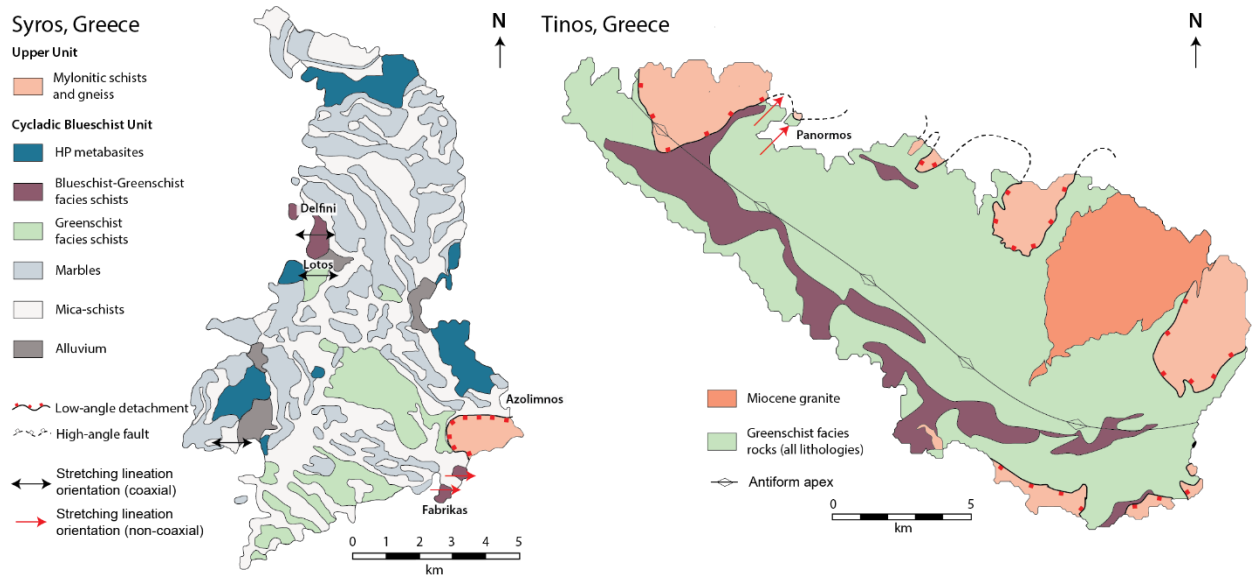 Syros, Greece
Upper Unit
Mylonitic schists
and gneiss
Cycladic Blueschist Unit
HP metabasites
Blueschist-Greenschist
facies schists
Greenschist
facies schists
Marbles
Mica-schists
Alluvium
Low-angle detachment
High-angle fault
Stretching lineation
orientation (coaxial)
Stretching lineation
orientation (non-coaxial)
N
Delfini
Lotos
Azolimnos
Fabrikas
0 1 2 3 4 5
km
Tinos, Greece
N
Panormos
Miocene granite
Greenschist facies
rocks (all lithologies)
Antiform apex
0 5
km